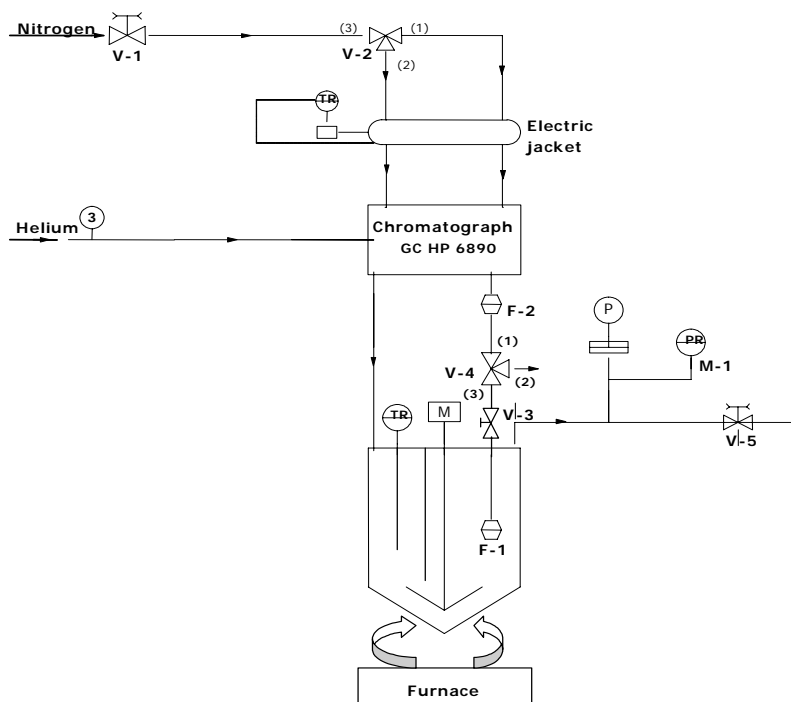 (3)
(1)
Nitrogen
V-1
V-2
(2)
TR
Electric
jacket
3
Helium
Chromatograph
GC HP 6890
F-2
P
(1)
PR
V-4
(2)
M-1
(3)
TR
M
V-3
V-5
F-1
Furnace